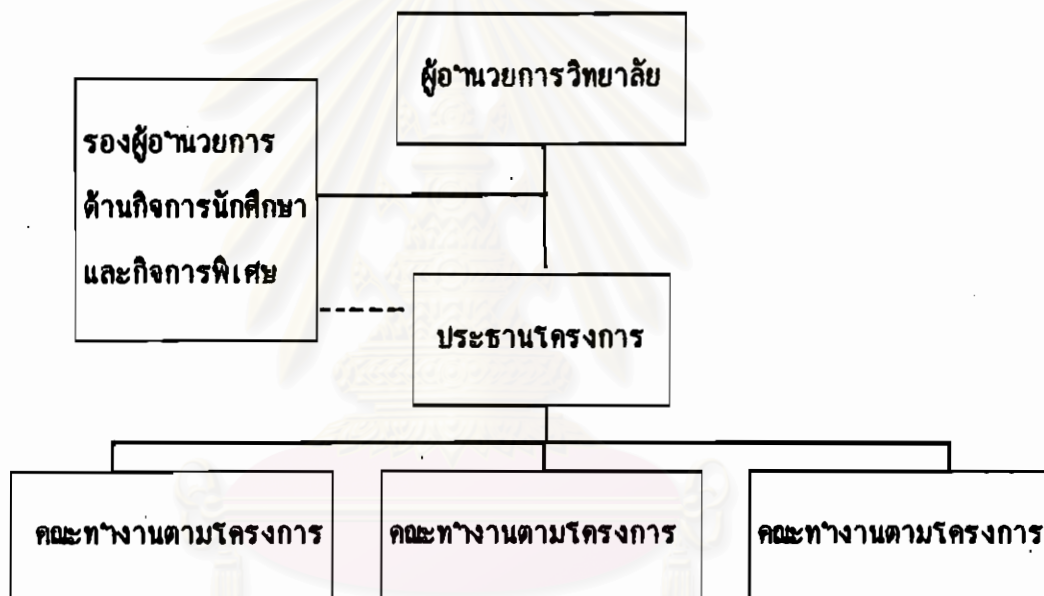 ผู้อำนวยการวิทยาลัย
รองผู้อำนวยการ
ด้านกิจการนักศึกษา
และกิจการพิเศษ
ประธานโครงการ
คณะทำงานตามโครงการ
คณะทำงานตามโครงการ
คณะทำงานตามโครงการ